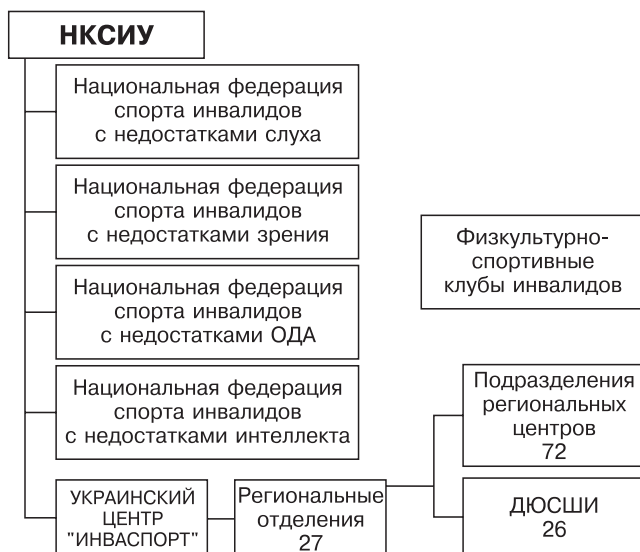 НКСИУ
Национальная федерация
спорта инвалидов
с недостатками слуха
Национальная федерация
спорта инвалидов
с недостатками зрения
Физкультурно-
спортивные
клубы инвалидов
Национальная федерация
спорта инвалидов
с недостатками ОДА
Национальная федерация
спорта инвалидов
с недостатками интеллекта
Подразделения
региональных
центров
72
УКРАИНСКИЙ
ЦЕНТР
"ИНВАСПОРТ"
Региональные
отделения
27
ДЮСШИ
26